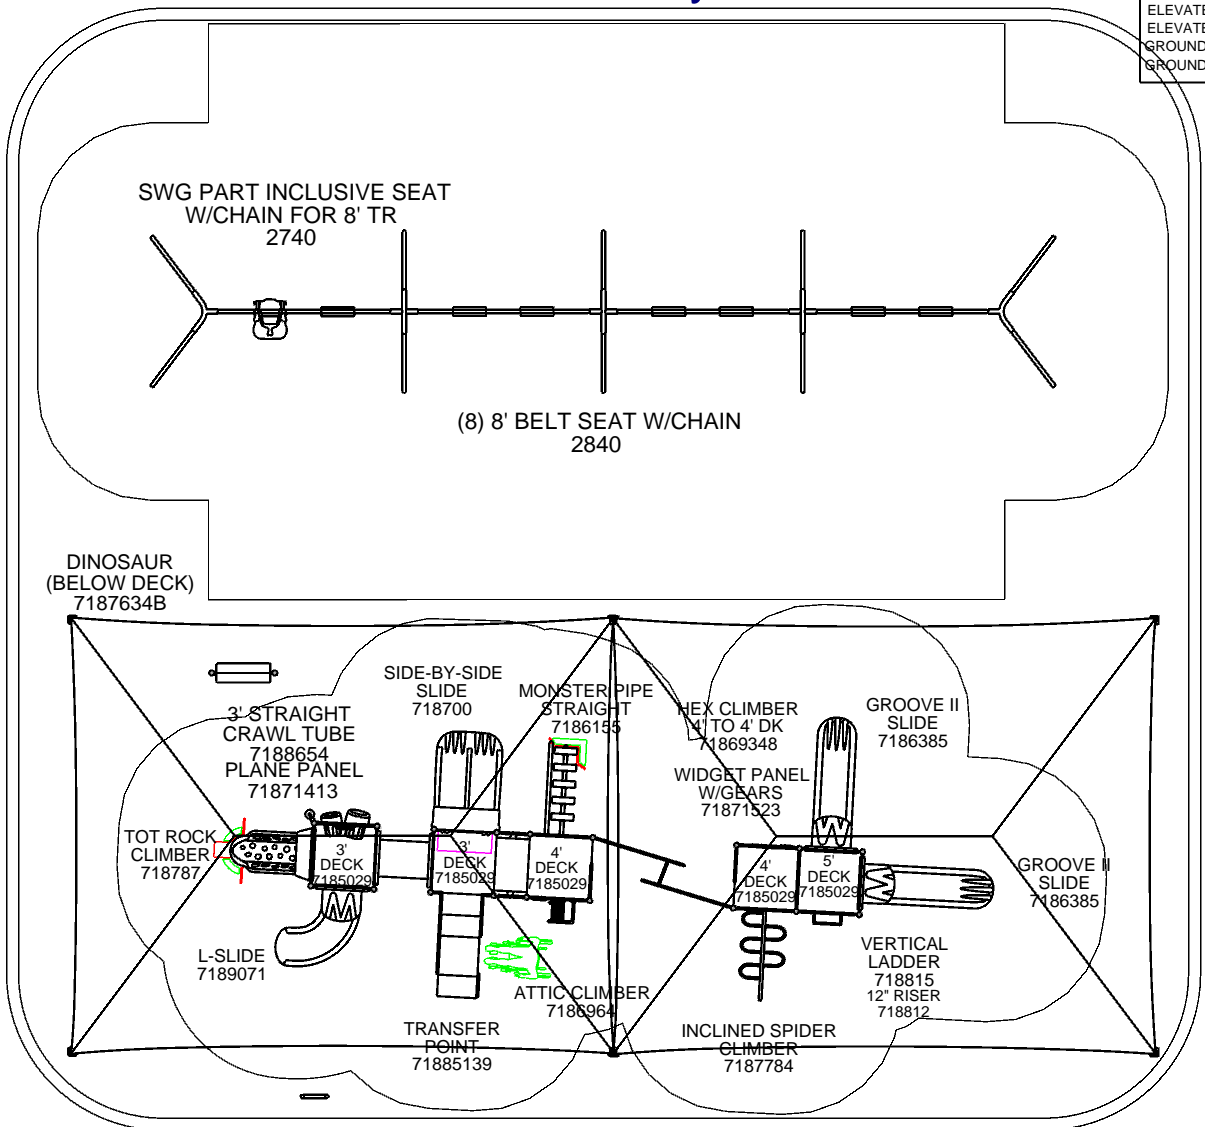 ELEVATE
ELEVATE
GROUND
GROUND
SWG PART INCLUSIVE SEAT
W/CHAIN FOR 8' TR
2740
(8) 8' BELT SEAT W/CHAIN
2840
DINOSAUR
(BELOW DECK)
7187634B
SIDE-BY-SIDE
SLIDE
718700
MONSTER PIPE
STRAIGHT
7186155
3' STRAIGHT
CRAWL TUBE
7188654
PLANE PANEL
71871413
HEX CLIMBER
4' TO 4' DK
71869348
GROOVE II
SLIDE
7186385
WIDGET PANEL
W/GEARS
71871523
TOT ROCK
CLIMBER
718787
3'
DECK
7185029
3'
DECK
7185029
4'
DECK
7185029
4'
DECK
7185029
5'
DECK
7185029
GROOVE II
SLIDE
7186385
L-SLIDE
7189071
ATTIC CLIMBER
7186964
VERTICAL
LADDER
718815
12" RISER
718812
TRANSFER
POINT
71885139
INCLINED SPIDER
CLIMBER
7187784